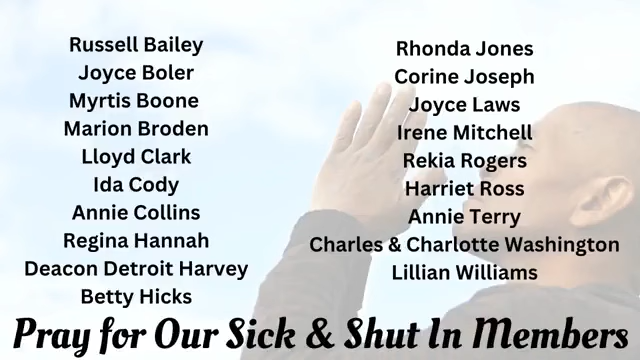 Russell Bailey
Joyce Boler
Myrtis Boone
Marion Broden
Lloyd Clark
Ida Cody
Annie Collins
Regina Hannah
Deacon Detroit Harvey
Betty Hicks
Rhonda Jones
Corine Joseph
Joyce Laws
Irene Mitchell
Rekia Rogers
Harriet Ross
Annie Terry
Charles & Charlotte Washington
Lillian Williams
Pray for Our Sick & Shut In Members